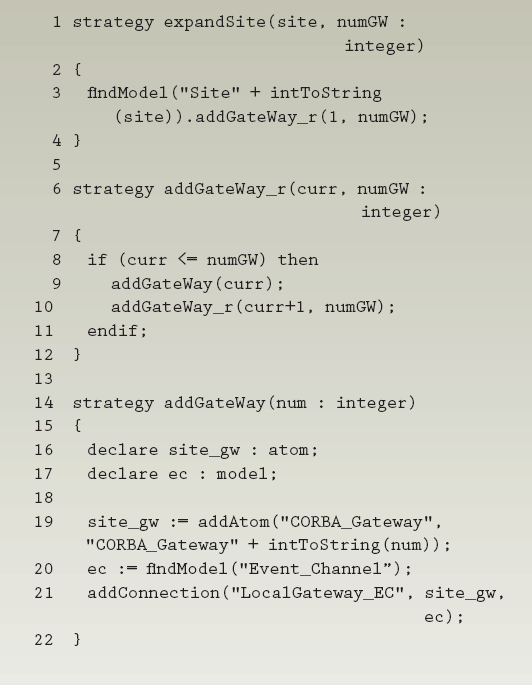 1 strategy expandSite(site, numGW :
integer)
2 {
3 findModel("Site" + intToString
(site)).addGateWay_r(1, numGW);
4 }
5
6 strategy addGateWay_r(curr, numGW :
integer)
7 {
8 if (curr <= numGW) then
9 addGateWay(curr);
10 addGateWay_r(curr+1, numGW);
11 endif;
12 }
13
14 strategy addGateWay(num : integer)
15 {
16 declare site_gw : atom;
17 declare ec : model;
18
19 site_gw := addAtom("CORBA_Gateway",
"CORBA_Gateway" + intToString(num));
20 ec := findModel("Event_Channel”);
21 addConnection("LocalGateway_EC", site_gw,
ec);
22 }